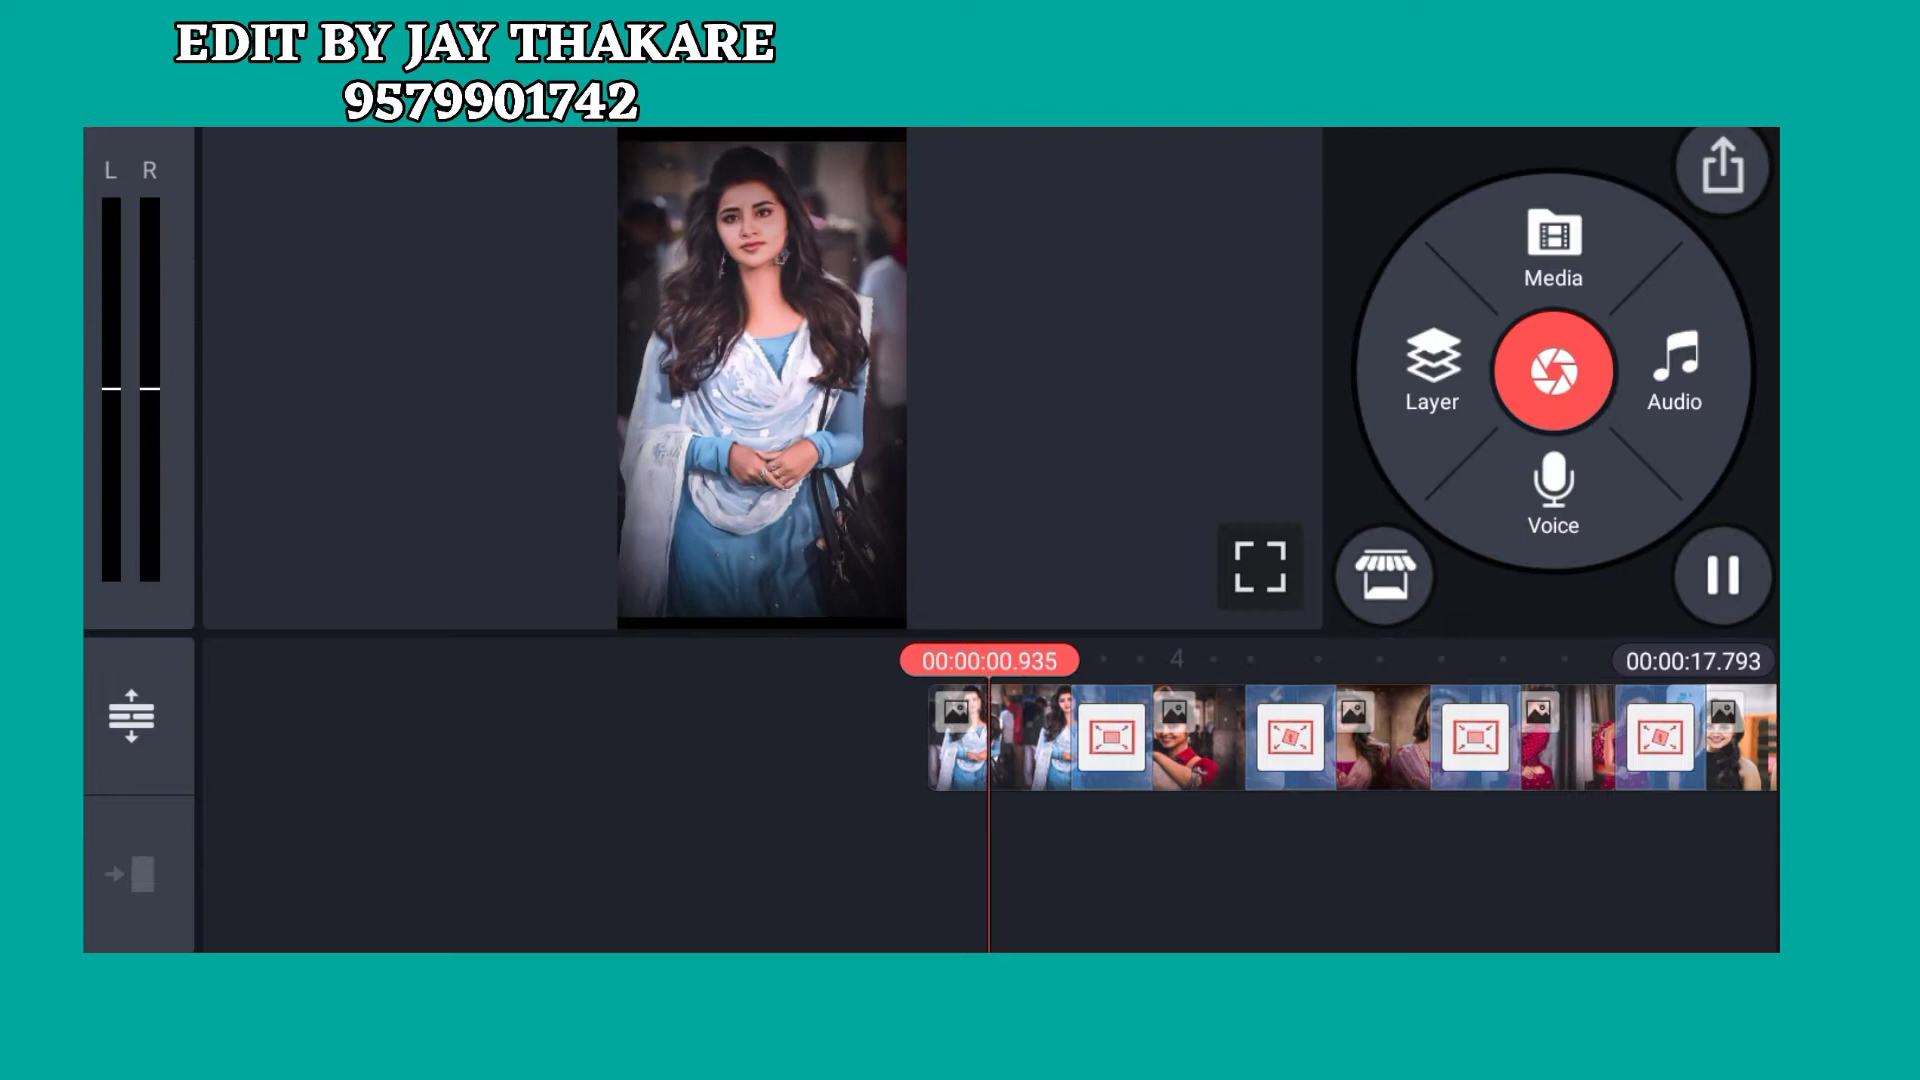 EDIT BY JAY THAKARE
9579901742
L R
Media
Layer
Audio
Voice
00:00:00.935
4
00:00:17.793